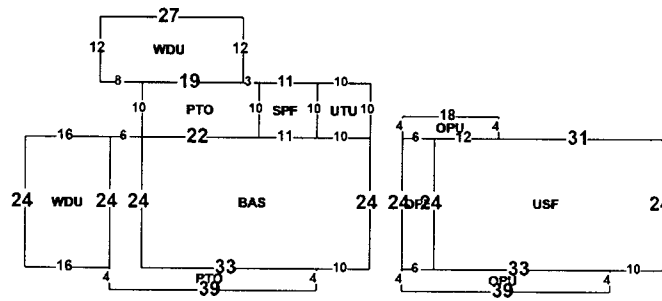 27
12 WDU 12
8 19 3 11 10
10 PTO 10 SPF 10 UTU 10
18
4 OPU 4
16 6 22 11 10 6 12 31
24 WDU 24 24 BAS 24 24 24 USF 24
16 33 10 6 33 10
4 PTO 4 4 OPU 4
39 39